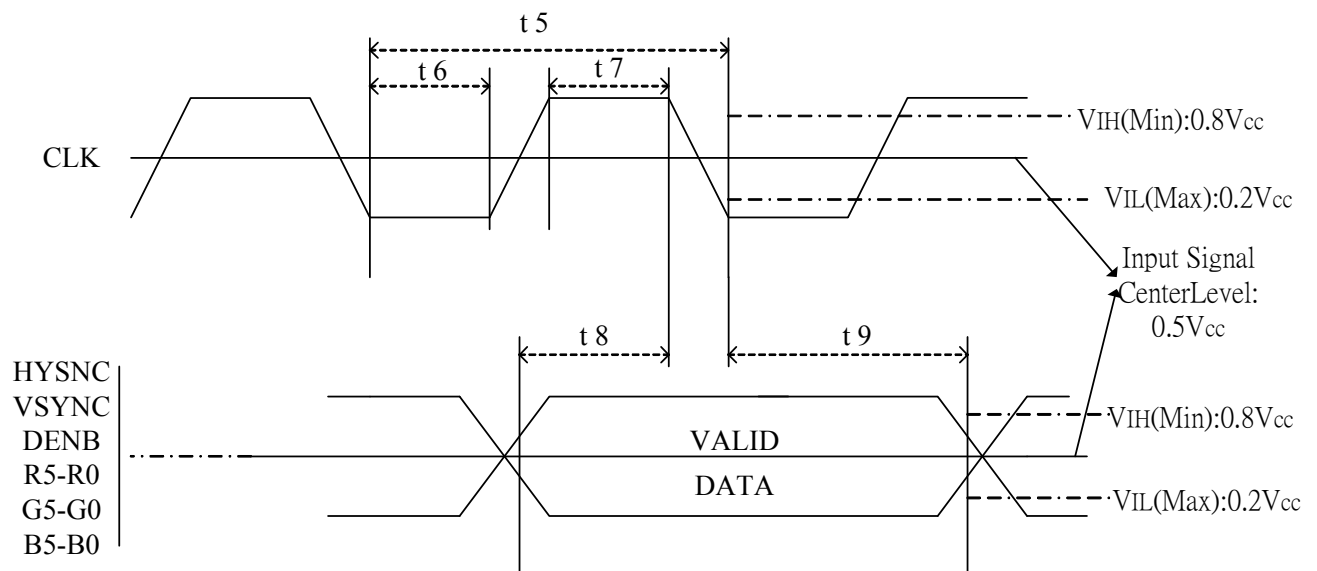 t 5
t 6
t 7
VIH(Min):0.8Vcc
CLK
VIL(Max):0.2Vcc
Input Signal
CenterLevel:
0.5Vcc
t 8
t 9
HYSNC
VSYNC
DENB
R5-R0
G5-G0
B5-B0
VALID
DATA
VIH(Min):0.8Vcc
VIL(Max):0.2Vcc